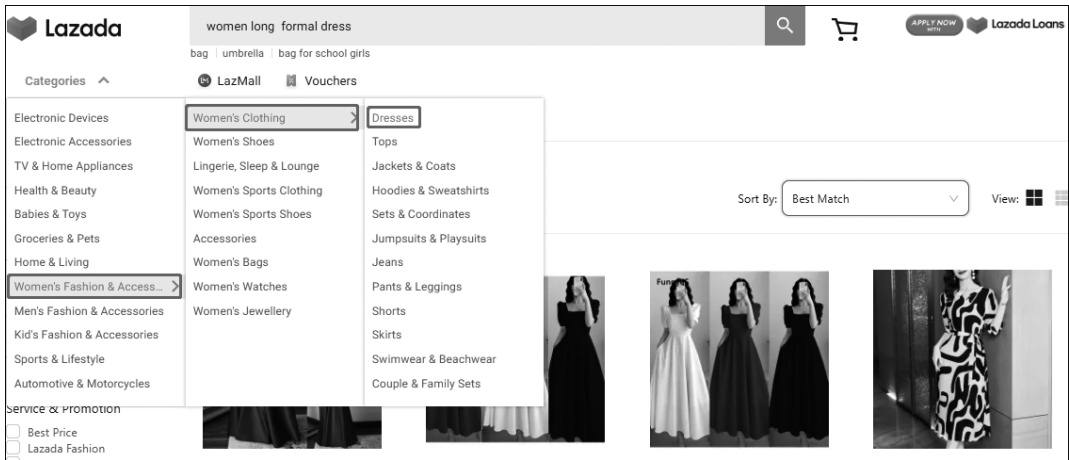 Lazada
women long  formal dress
APPLY NOW
WITH
Lazada Loans
bag
umbrella
bag for school girls
Categories
LazMall
Vouchers
Electronic Devices
Electronic Accessories
TV & Home Appliances
Health & Beauty
Babies & Toys
Groceries & Pets
Home & Living
Women's Fashion & Access...
Men's Fashion & Accessories
Kid's Fashion & Accessories
Sports & Lifestyle
Automotive & Motorcycles
Women's Clothing
Women's Shoes
Lingerie, Sleep & Lounge
Women's Sports Clothing
Women's Sports Shoes
Accessories
Women's Bags
Women's Watches
Women's Jewellery
Dresses
Tops
Jackets & Coats
Hoodies & Sweatshirts
Sets & Coordinates
Jumpsuits & Playsuits
Jeans
Pants & Leggings
Shorts
Skirts
Swimwear & Beachwear
Couple & Family Sets
Sort By:
Best Match
View:
Service & Promotion
Best Price
Lazada Fashion